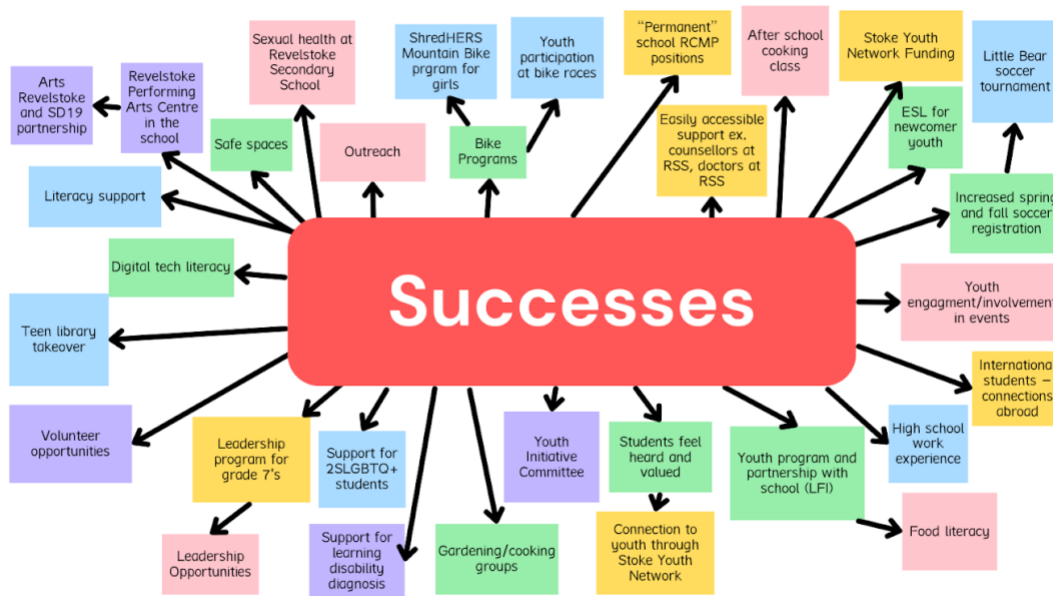 Arts
Revelstoke
and SD19
partnership
Revelstoke
Performing
Arts Centre
in the
school
Sexual health at
Revelstoke
Secondary
School
ShredHERS
Mountain Bike
prgram for
girls
Youth
participation
at bike races
"Permanent"
school RCMP
positions
After school
cooking
class
Stoke Youth
Network Funding
Little Bear
soccer
tournament
Safe spaces
Outreach
Bike
Programs
Easily accessible
support ex.
counsellors at
RSS, doctors at
RSS
ESL for
newcomer
youth
Literacy support
Increased spring
and fall soccer
registration
Digital tech literacy
Successes
Youth
engagment/involvement
in events
Teen library
takeover
International
students –
connections
abroad
Volunteer
opportunities
Leadership
program for
grade 7's
Support for
2SLGBTQ+
students
Youth
Initiative
Committee
Students feel
heard and
valued
Youth program and
partnership with
school (LFI)
High school
work
experience
Leadership
Opportunities
Support for
learning
disability
diagnosis
Gardening/cooking
groups
Connection to
youth through
Stoke Youth
Network
Food literacy